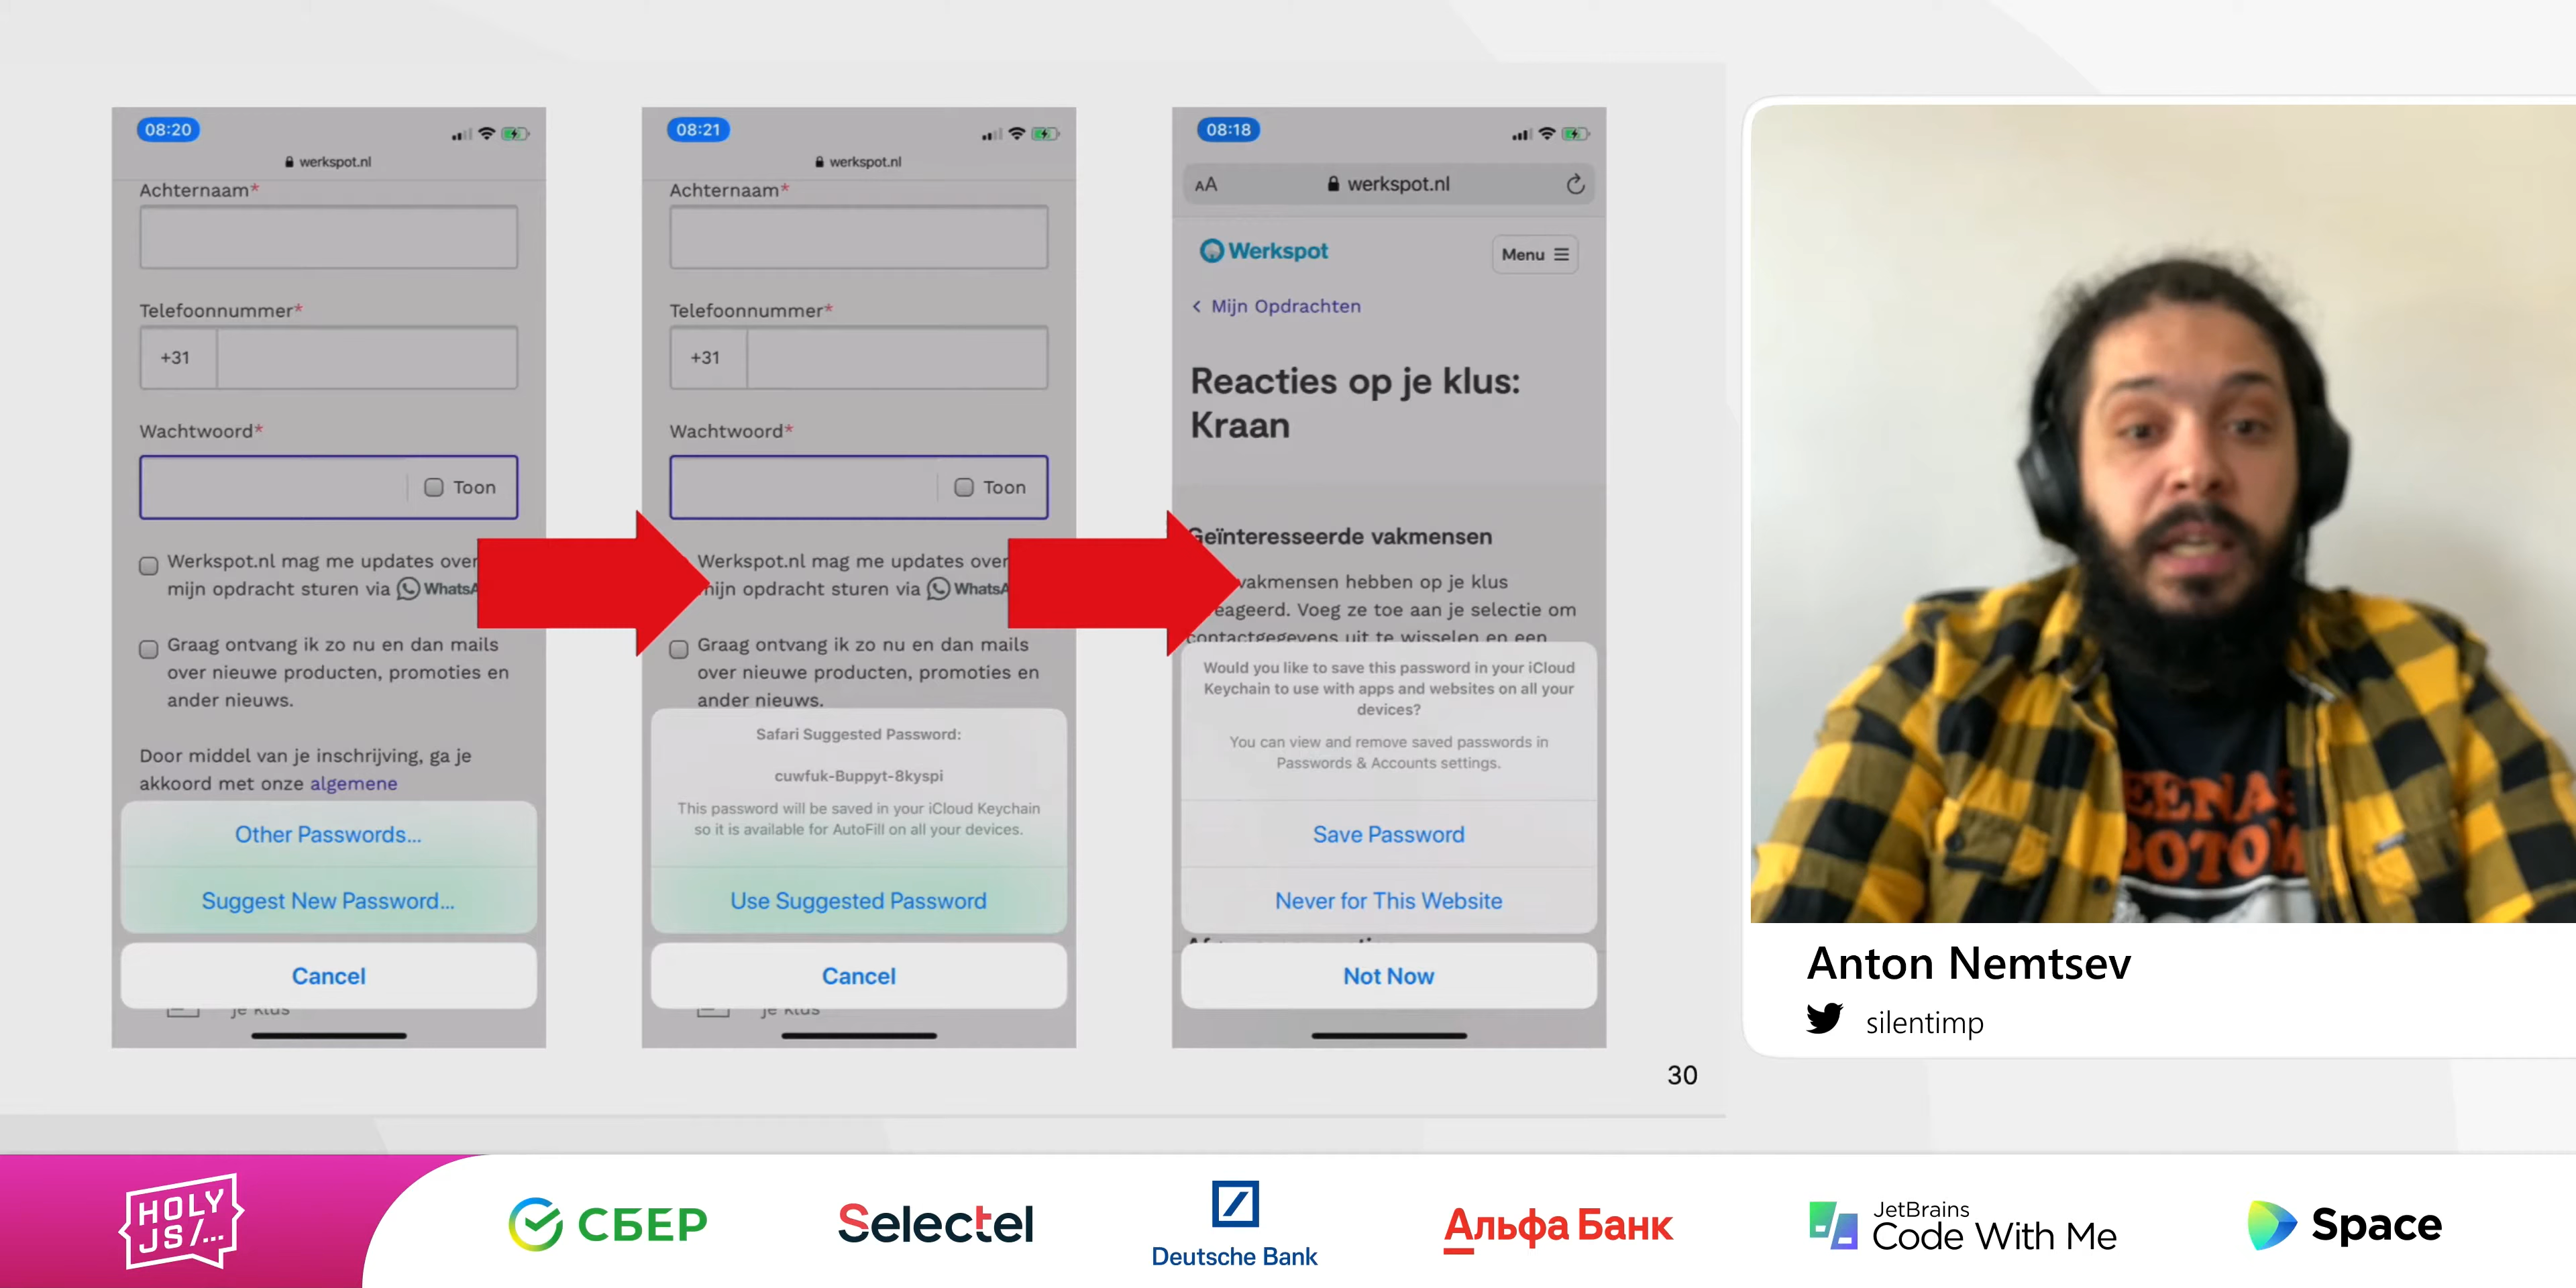 08:20
werkspot.nl
Achternaam*
Telefoonnummer*
+31
Wachtwoord*
Toon
Werkspot.nl mag me updates over
mijn opdracht sturen via
Graag ontvang ik zo nu en dan mails
over nieuwe producten, promoties en
ander nieuws.
Door middel van je inschrijving, ga je
akkoord met onze algemene
Other Passwords...
Suggest New Password...
Cancel
je klus
08:21
werkspot.nl
Achternaam*
Telefoonnummer*
+31
Wachtwoord*
Toon
Werkspot.nl mag me updates over
mijn opdracht sturen via
Graag ontvang ik zo nu en dan mails
over nieuwe producten, promoties en
ander nieuws.
Safari Suggested Password:
cuwfuk-Buppyt-8kyspi
This password will be saved in your iCloud Keychain
so it is available for AutoFill on all your devices.
Use Suggested Password
Cancel
je klus
08:18
AA
werkspot.nl
Werkspot
Menu
< Mijn Opdrachten
Reacties op je klus:
Kraan
Geïnteresseerde vakmensen
vakmensen hebben op je klus
eageerd. Voeg ze toe aan je selectie om
contactgegevens uit te wisselen en een
Would you like to save this password in your iCloud
Keychain to use with apps and websites on all your
devices?
You can view and remove saved passwords in
Passwords & Accounts settings.
Save Password
Never for This Website
Not Now
30
Anton Nemtsev
silentimp
HOLY
JS/...
СБЕР
Selectel
Deutsche Bank
Альфа Банк
JetBrains
Code With Me
Space